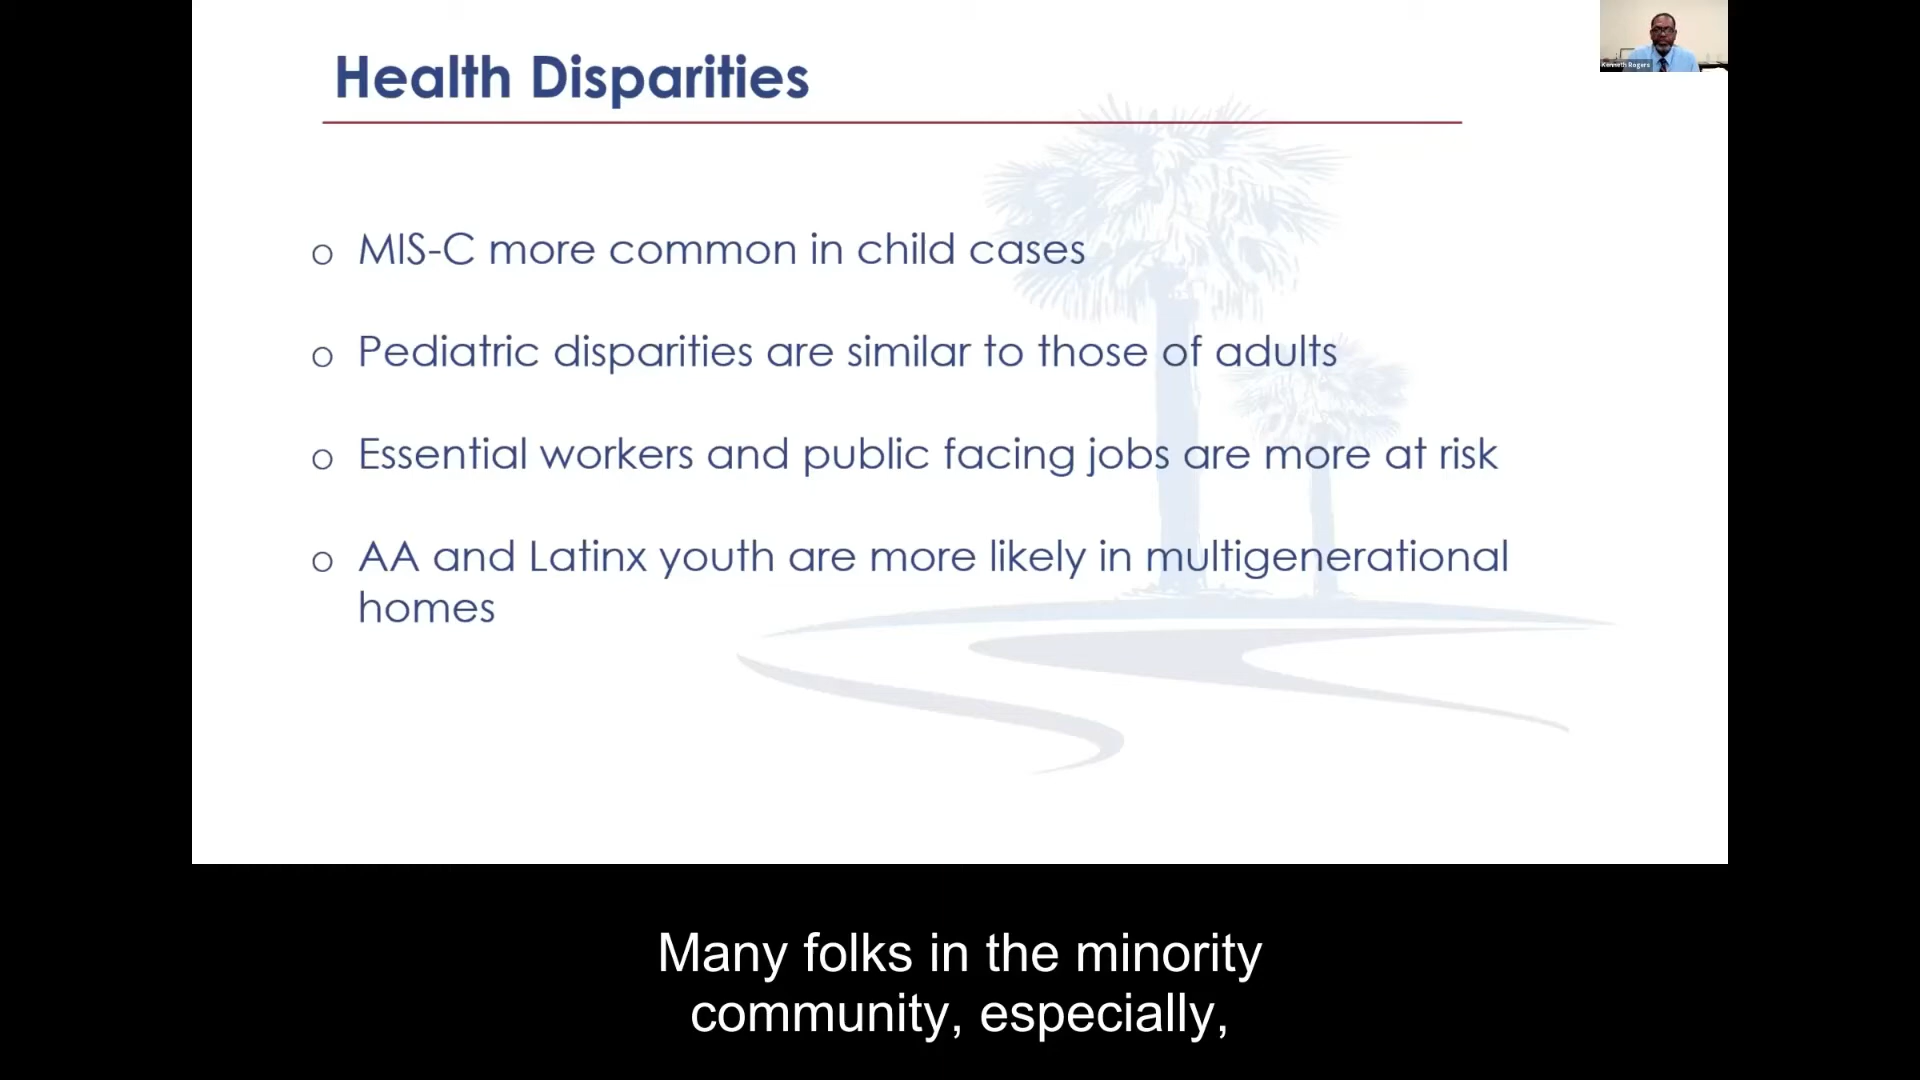 Health Disparities
Kenneth Rogers
o MIS-C more common in child cases
o Pediatric disparities are similar to those of adults
o Essential workers and public facing jobs are more at risk
o AA and Latinx youth are more likely in multigenerational
homes
Many folks in the minority
community, especially,